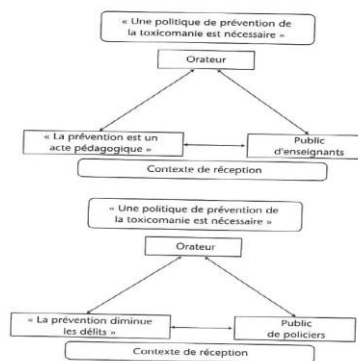 « Une politique de prévention de
la toxicomanie est nécessaire »
Orateur
« La prévention est un
acte pédagogique »
Public
d'enseignants
Contexte de réception
« Une politique de prévention de
la toxicomanie est nécessaire »
Orateur
« La prévention diminue
les délits »
Public
de policiers
Contexte de réception